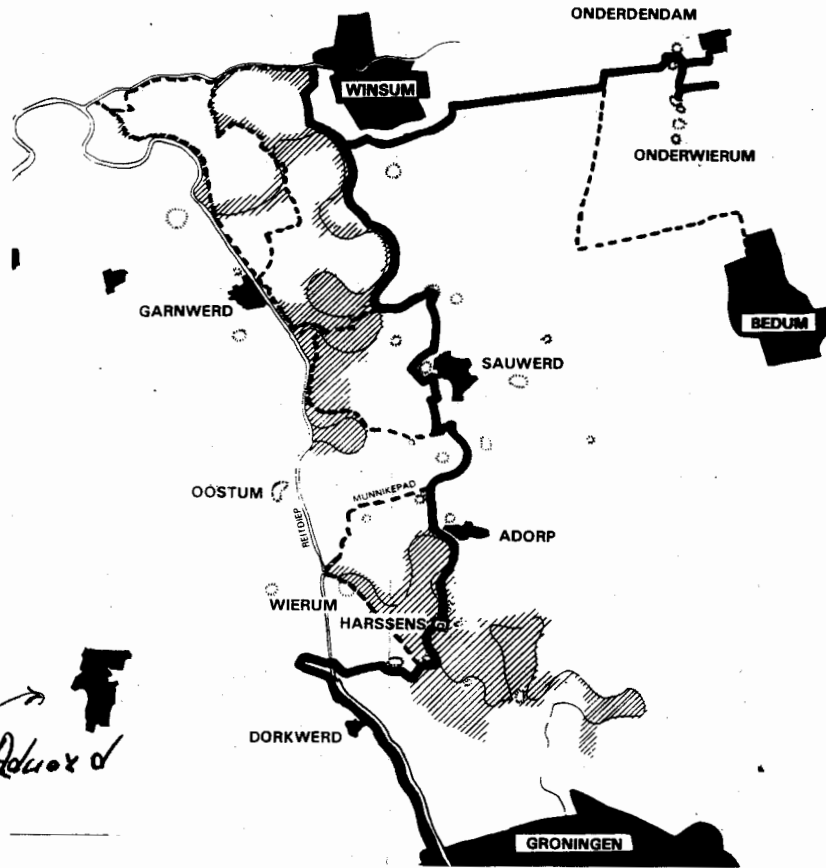 ONDERDENDAM
WINSUM
ONDERWIERUM
GARNWERD
BEDUM
SAUWERD
OOSTUM
MUNNIKEPAD
REITDIEP
ADORP
WIERUM
HARSSENS
DORKWERD
GRONINGEN